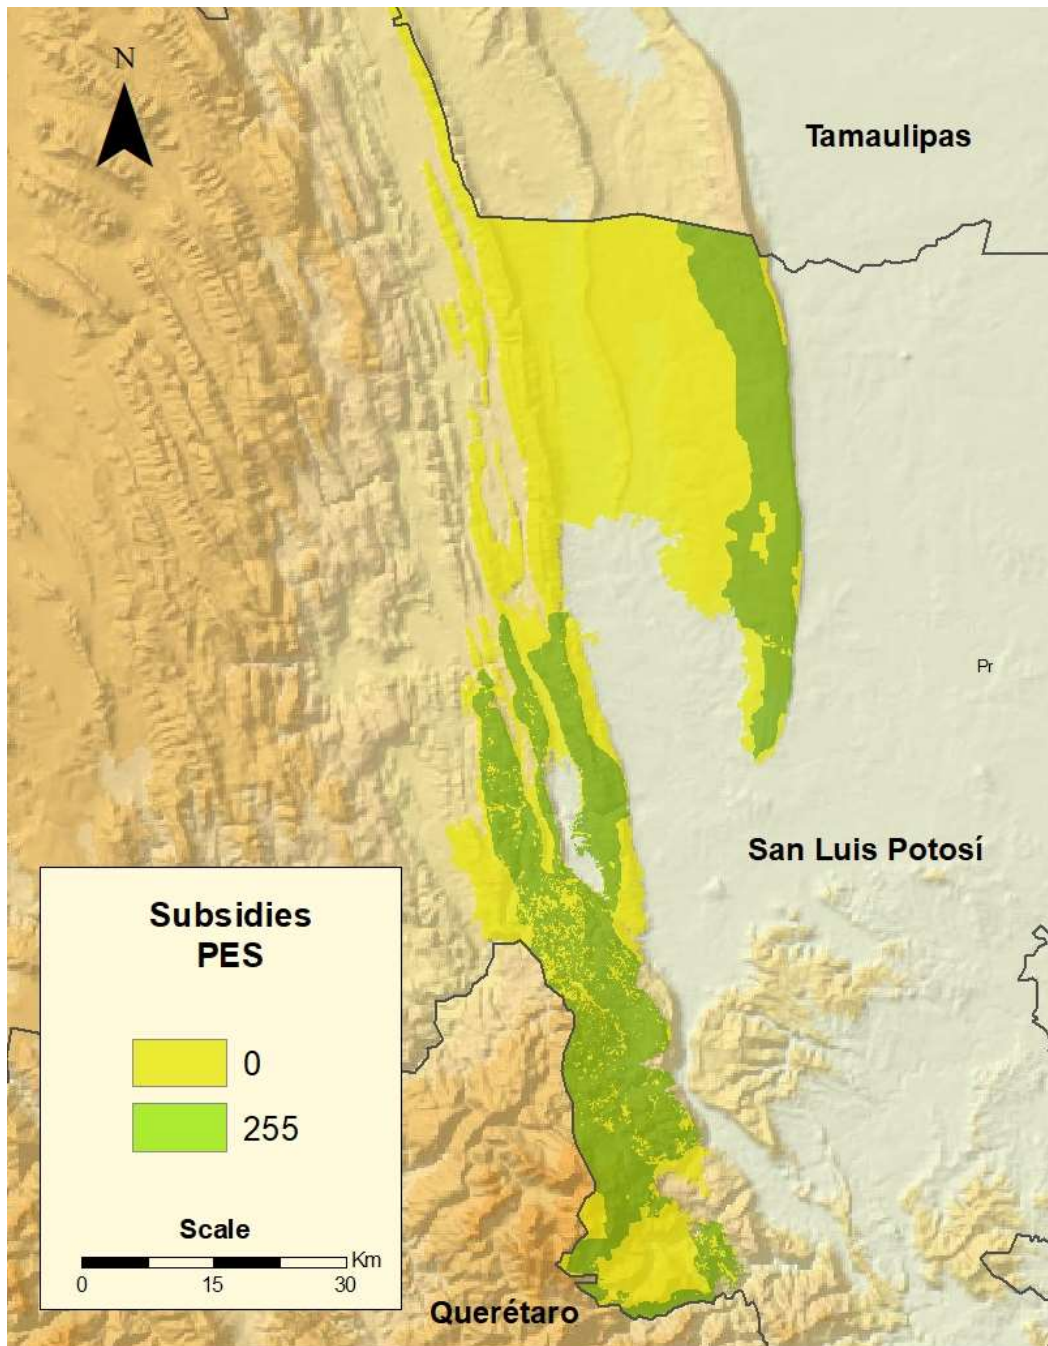 N
Tamaulipas
Pr
San Luis Potosí
Subsidies
PES
0
255
Scale
Km
0 15 30
Querétaro